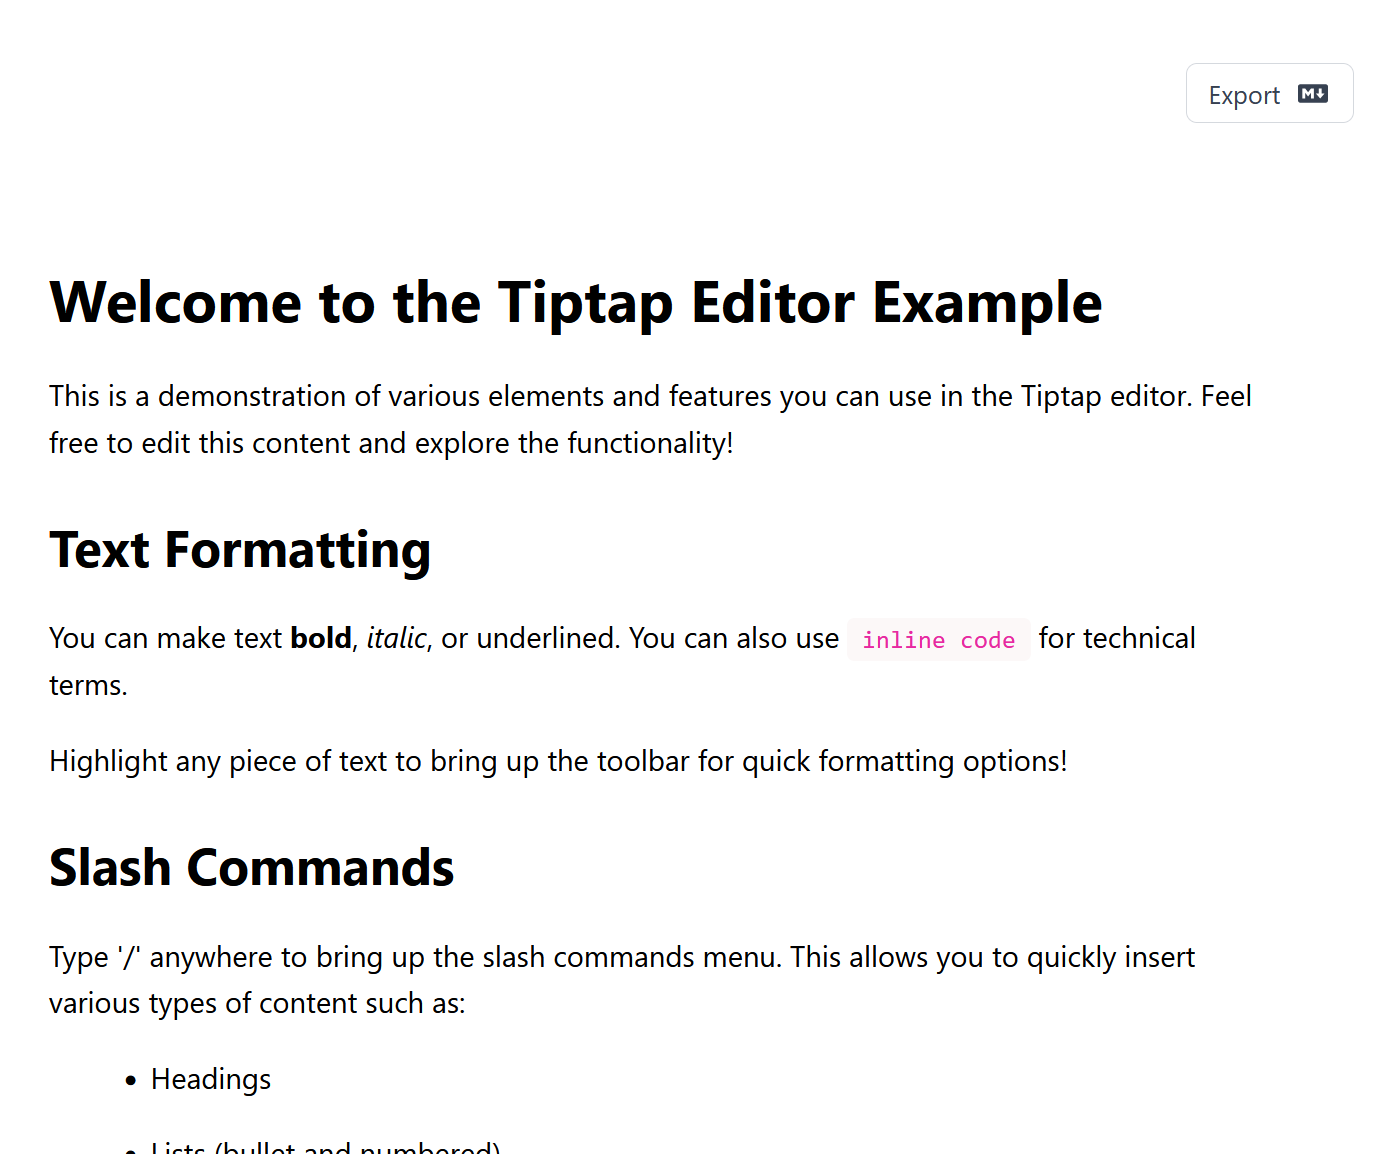 Export M↓
Welcome to the Tiptap Editor Example
This is a demonstration of various elements and features you can use in the Tiptap editor. Feel
free to edit this content and explore the functionality!
Text Formatting
You can make text bold, italic, or underlined. You can also use inline code for technical
terms.
Highlight any piece of text to bring up the toolbar for quick formatting options!
Slash Commands
Type '/' anywhere to bring up the slash commands menu. This allows you to quickly insert
various types of content such as:
• Headings
• Lists (bullet and numbered)